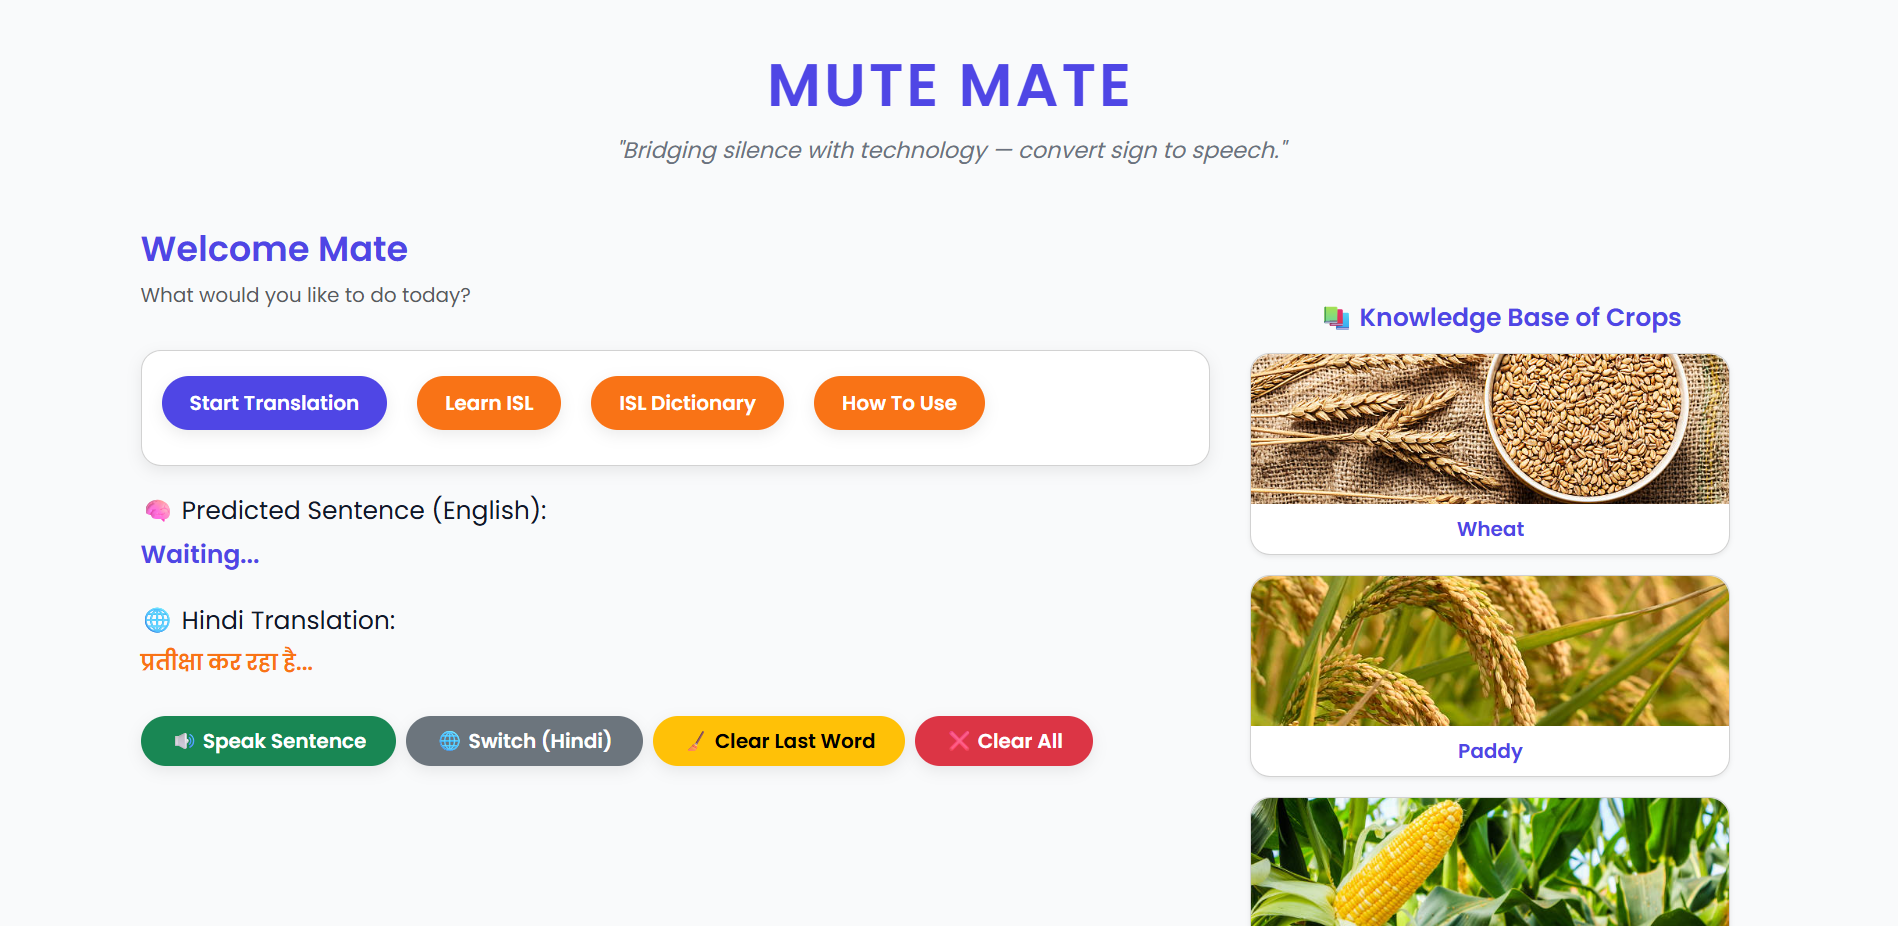 MUTE MATE
"Bridging silence with technology — convert sign to speech."
Welcome Mate
What would you like to do today?
Start Translation
Learn ISL
ISL Dictionary
How To Use
🧠 Predicted Sentence (English):
Waiting...
🌐 Hindi Translation:
प्रतीक्षा कर रहा है...
🔊 Speak Sentence
🌐 Switch (Hindi)
🧹 Clear Last Word
❌ Clear All
📚 Knowledge Base of Crops
Wheat
Paddy